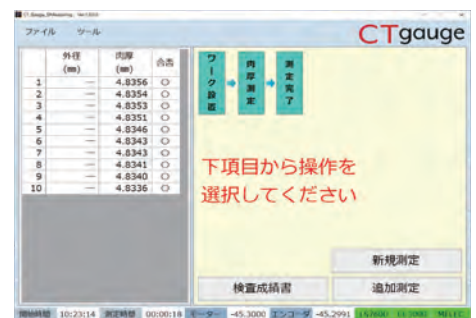 ファイル ツール
CTgauge
外径 (mm) 肉厚 (mm) 合否
1 — 4.8356 ○
2 — 4.8354 ○
3 — 4.8353 ○
4 — 4.8351 ○
5 — 4.8346 ○
6 — 4.8343 ○
7 — 4.8343 ○
8 — 4.8341 ○
9 — 4.8340 ○
10 — 4.8336 ○
ワーク設置
肉厚測定
測定完了
下項目から操作を
選択してください
新規測定
検査成績書 追加測定
開始時間 10:23:14 測定時間 00:00:18 モーター -45.3000 エンコーダ -45.2991